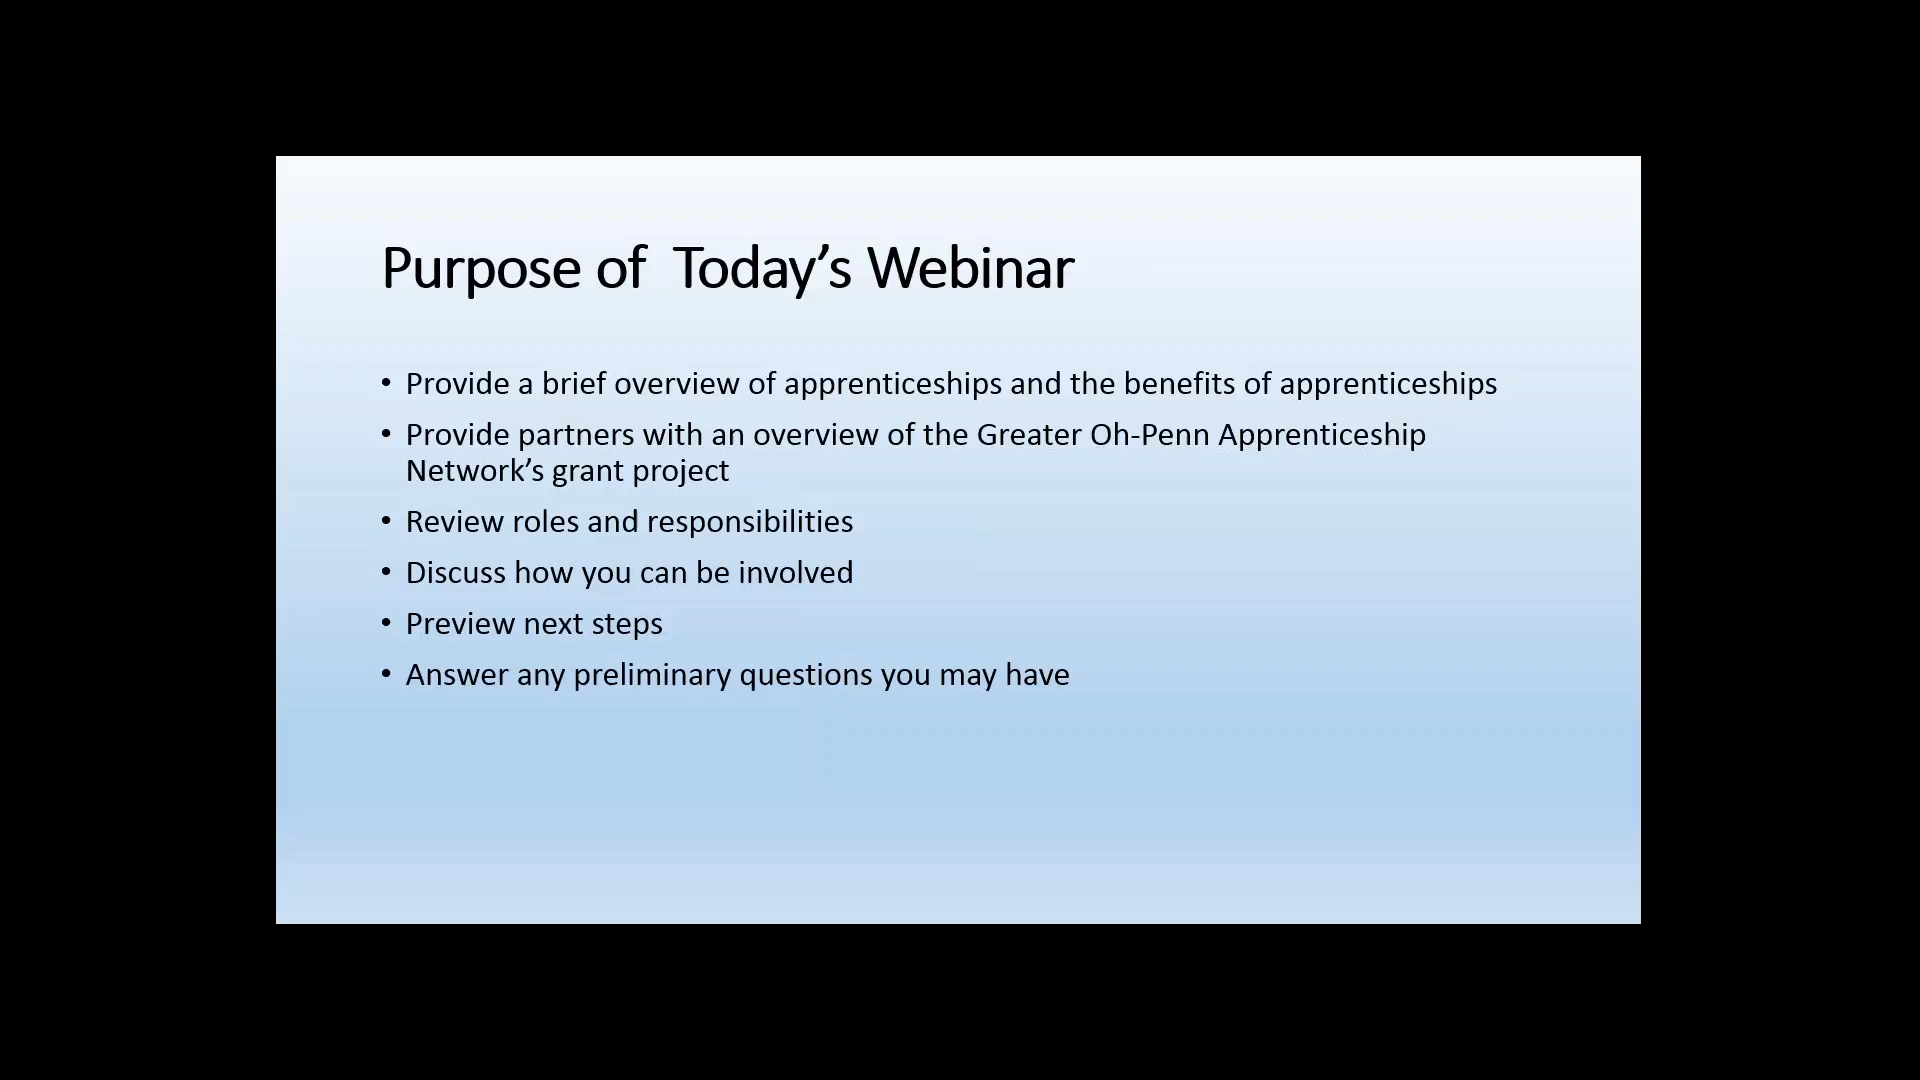 Purpose of  Today’s Webinar
• Provide a brief overview of apprenticeships and the benefits of apprenticeships
• Provide partners with an overview of the Greater Oh-Penn Apprenticeship
Network’s grant project
• Review roles and responsibilities
• Discuss how you can be involved
• Preview next steps
• Answer any preliminary questions you may have